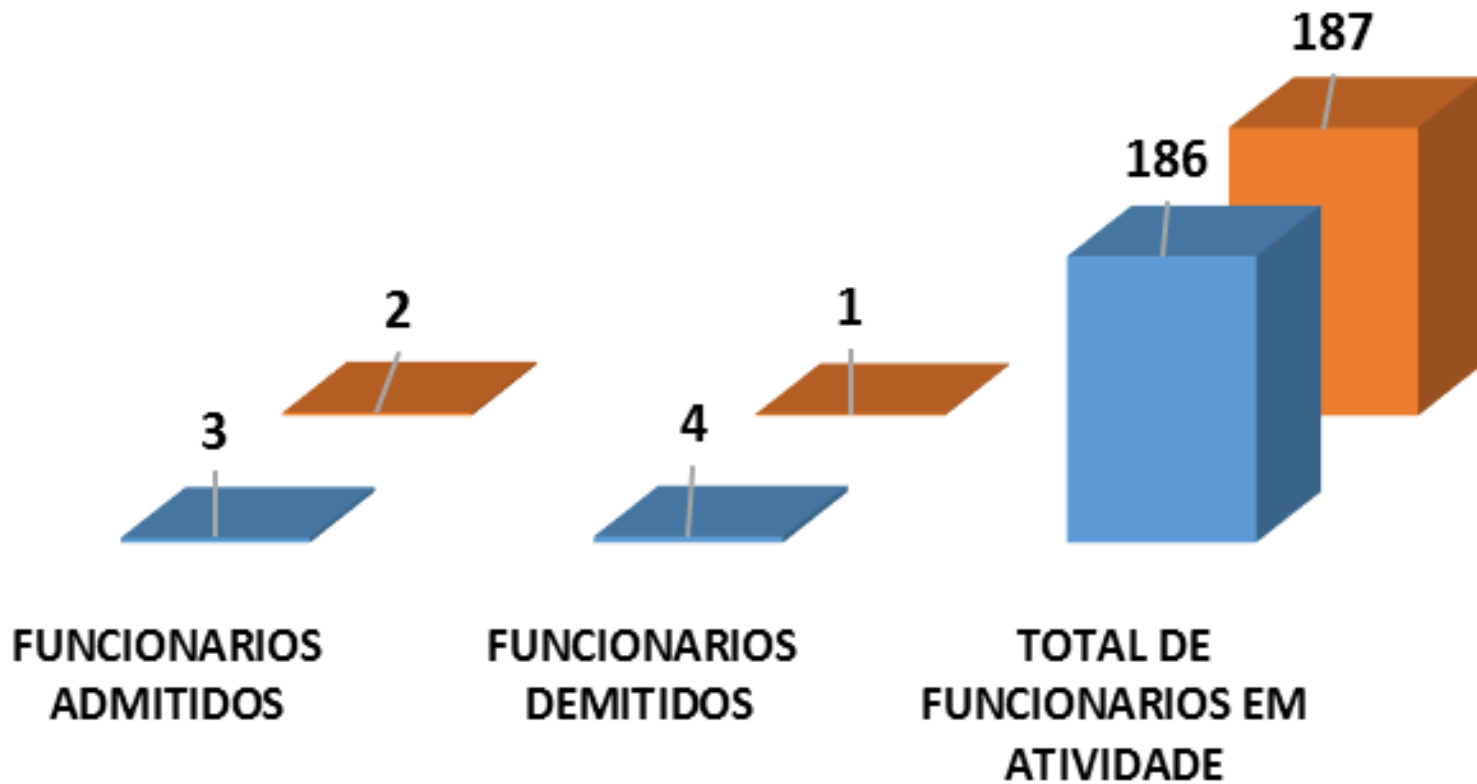 187
186
2
1
3
4
FUNCIONARIOS
ADMITIDOS
FUNCIONARIOS
DEMITIDOS
TOTAL DE
FUNCIONARIOS EM
ATIVIDADE